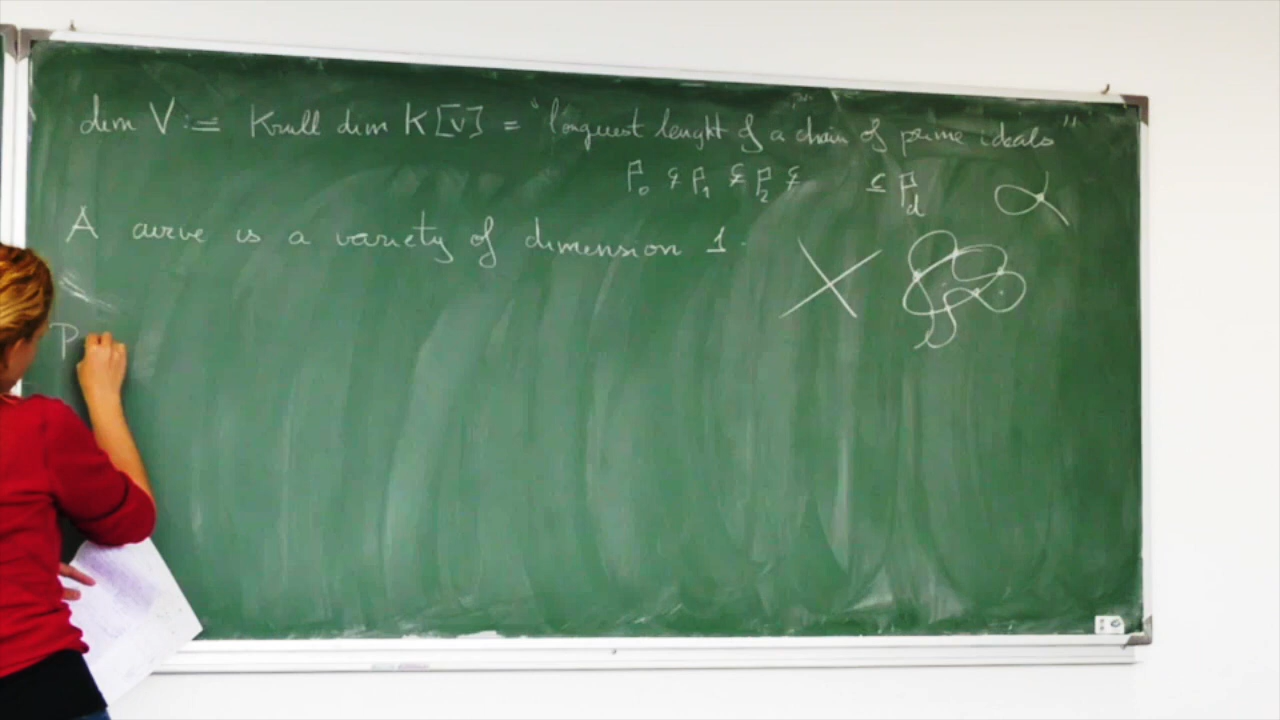 dim V := Krull dim K[V] = "longuest lenght of a chain of prime ideals"
P₀ ⊊ P₁ ⊊ P₂ ⊊ ⊆ P_d
A curve is a variety of dimension 1.
P